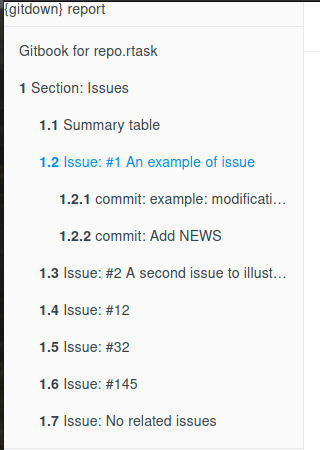 {gitdown} report
Gitbook for repo.rtask
1 Section: Issues
1.1 Summary table
1.2 Issue: #1 An example of issue
1.2.1 commit: example: modificati…
1.2.2 commit: Add NEWS
1.3 Issue: #2 A second issue to illust…
1.4 Issue: #12
1.5 Issue: #32
1.6 Issue: #145
1.7 Issue: No related issues